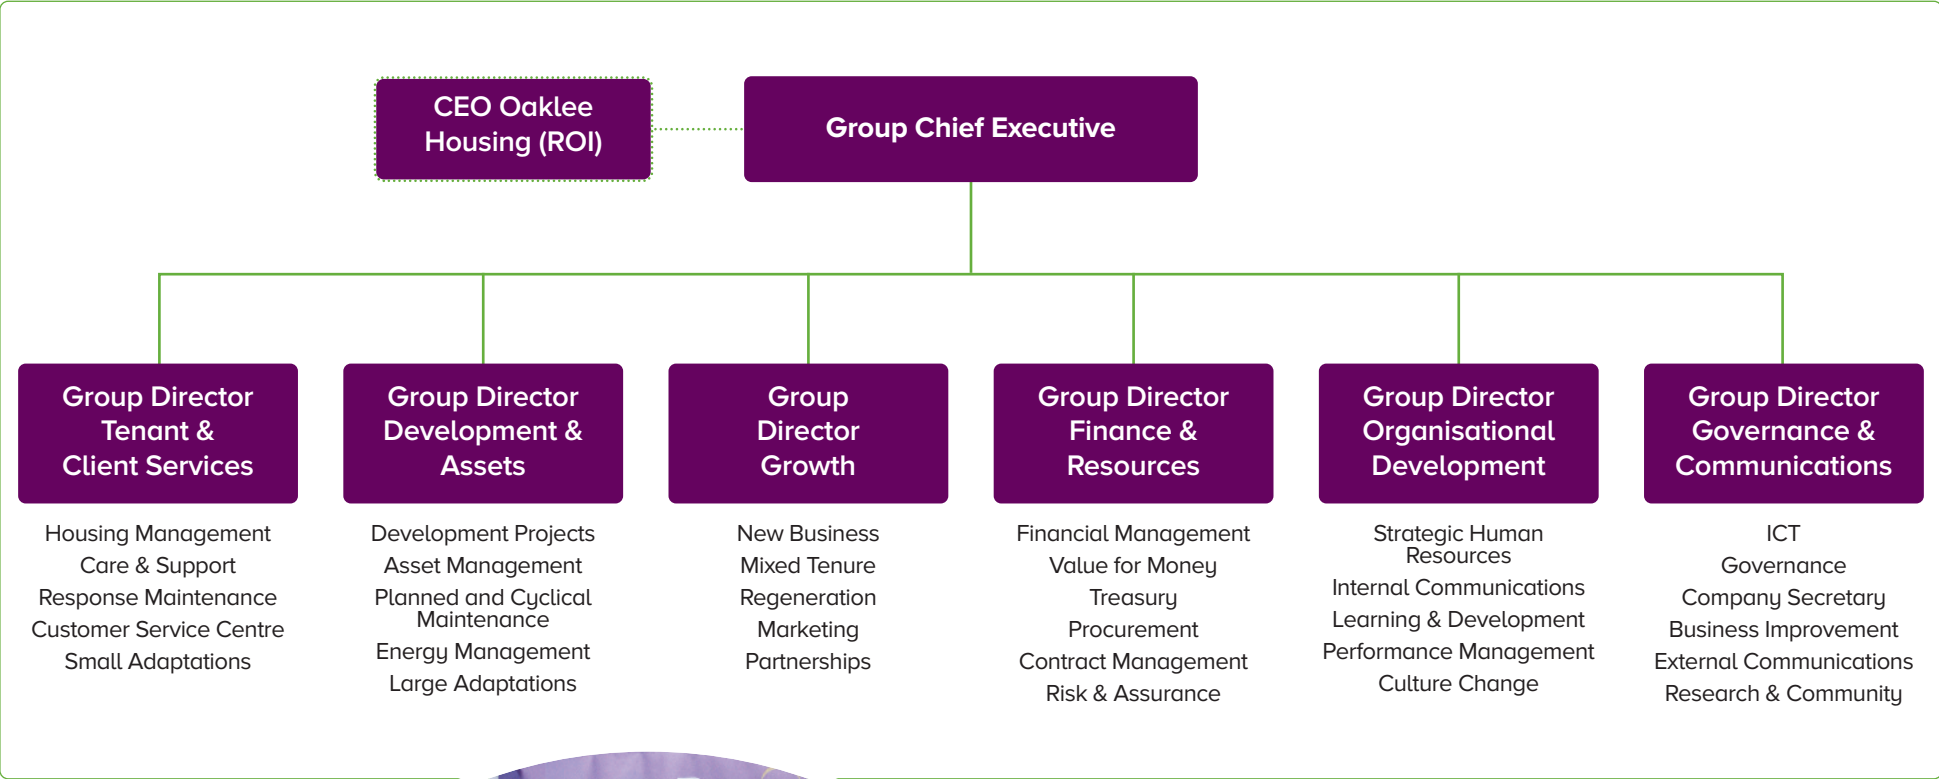 CEO Oaklee
Housing (ROI)
Group Chief Executive
Group Director
Tenant &
Client Services
Housing Management
Care & Support
Response Maintenance
Customer Service Centre
Small Adaptations
Group Director
Development &
Assets
Development Projects
Asset Management
Planned and Cyclical
Maintenance
Energy Management
Large Adaptations
Group
Director
Growth
New Business
Mixed Tenure
Regeneration
Marketing
Partnerships
Group Director
Finance &
Resources
Financial Management
Value for Money
Treasury
Procurement
Contract Management
Risk & Assurance
Group Director
Organisational
Development
Strategic Human
Resources
Internal Communications
Learning & Development
Performance Management
Culture Change
Group Director
Governance &
Communications
ICT
Governance
Company Secretary
Business Improvement
External Communications
Research & Community